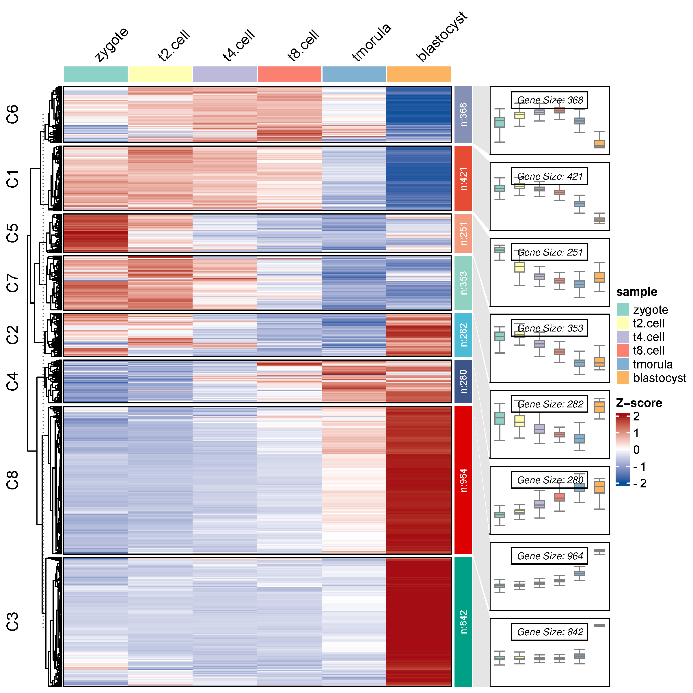 zygote
t2.cell
t4.cell
t8.cell
tmorula
blastocyst
C6
n:368
Gene Size: 368
C1
n:421
Gene Size: 421
C5
n:251
Gene Size: 251
C7
n:353
Gene Size: 353
C2
n:282
Gene Size: 282
C4
n:280
Gene Size: 280
C8
n:964
Gene Size: 964
C3
n:842
Gene Size: 842
sample
zygote
t2.cell
t4.cell
t8.cell
tmorula
blastocyst
Z-score
2
1
0
- 1
- 2